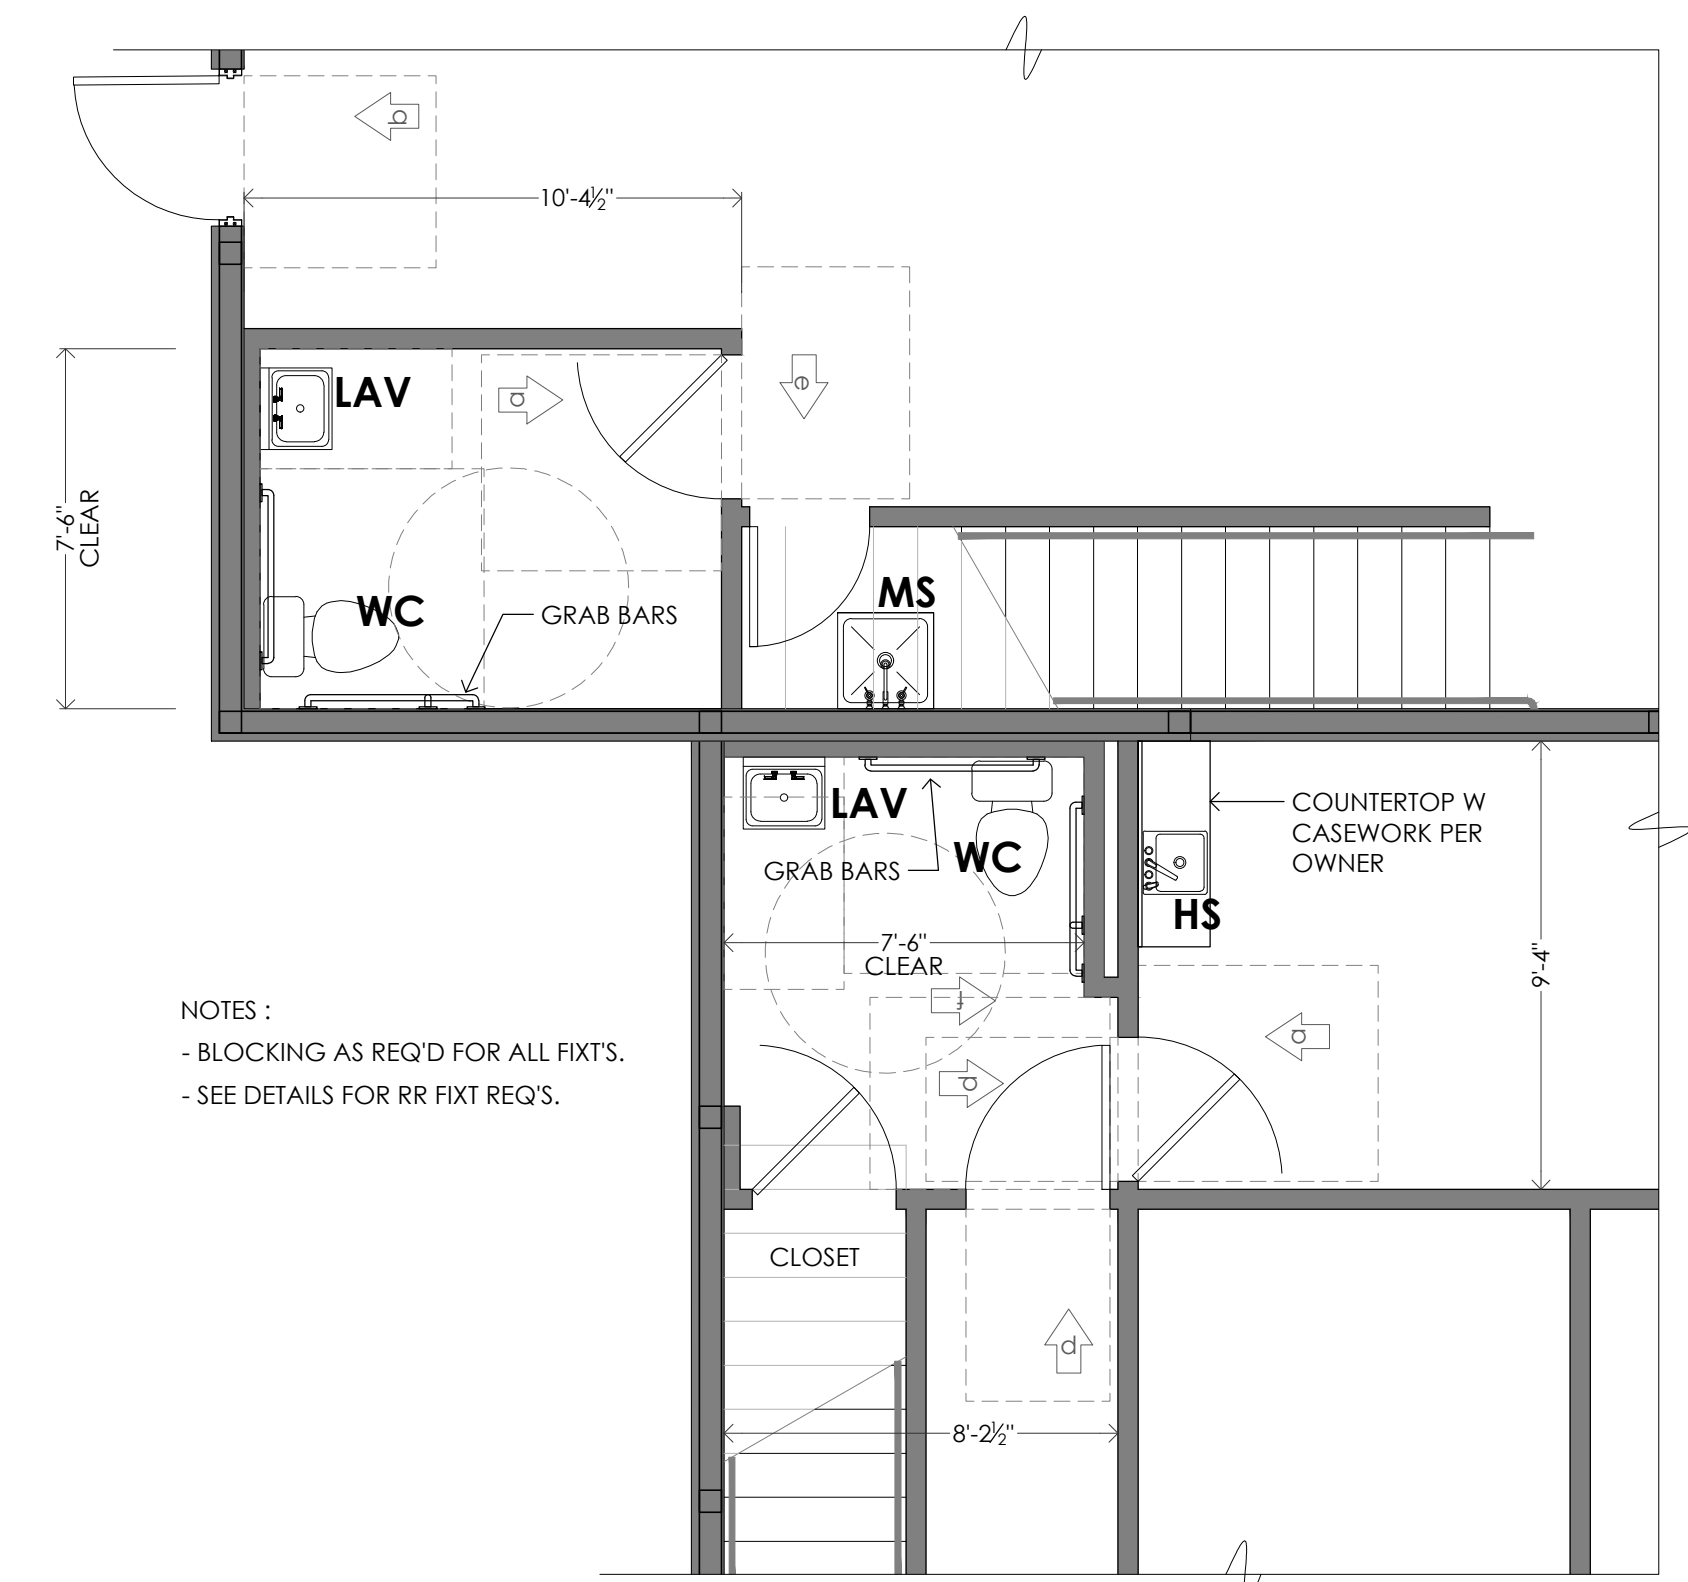 b
10'-4½"
LAV
a
e
7'-6"
CLEAR
WC
GRAB BARS
MS
LAV
COUNTERTOP W
CASEWORK PER
OWNER
WC
GRAB BARS
HS
7'-6"
CLEAR
9'-4"
f
a
NOTES :
- BLOCKING AS REQ'D FOR ALL FIXT'S.
- SEE DETAILS FOR RR FIXT REQ'S.
CLOSET
8'-2½"